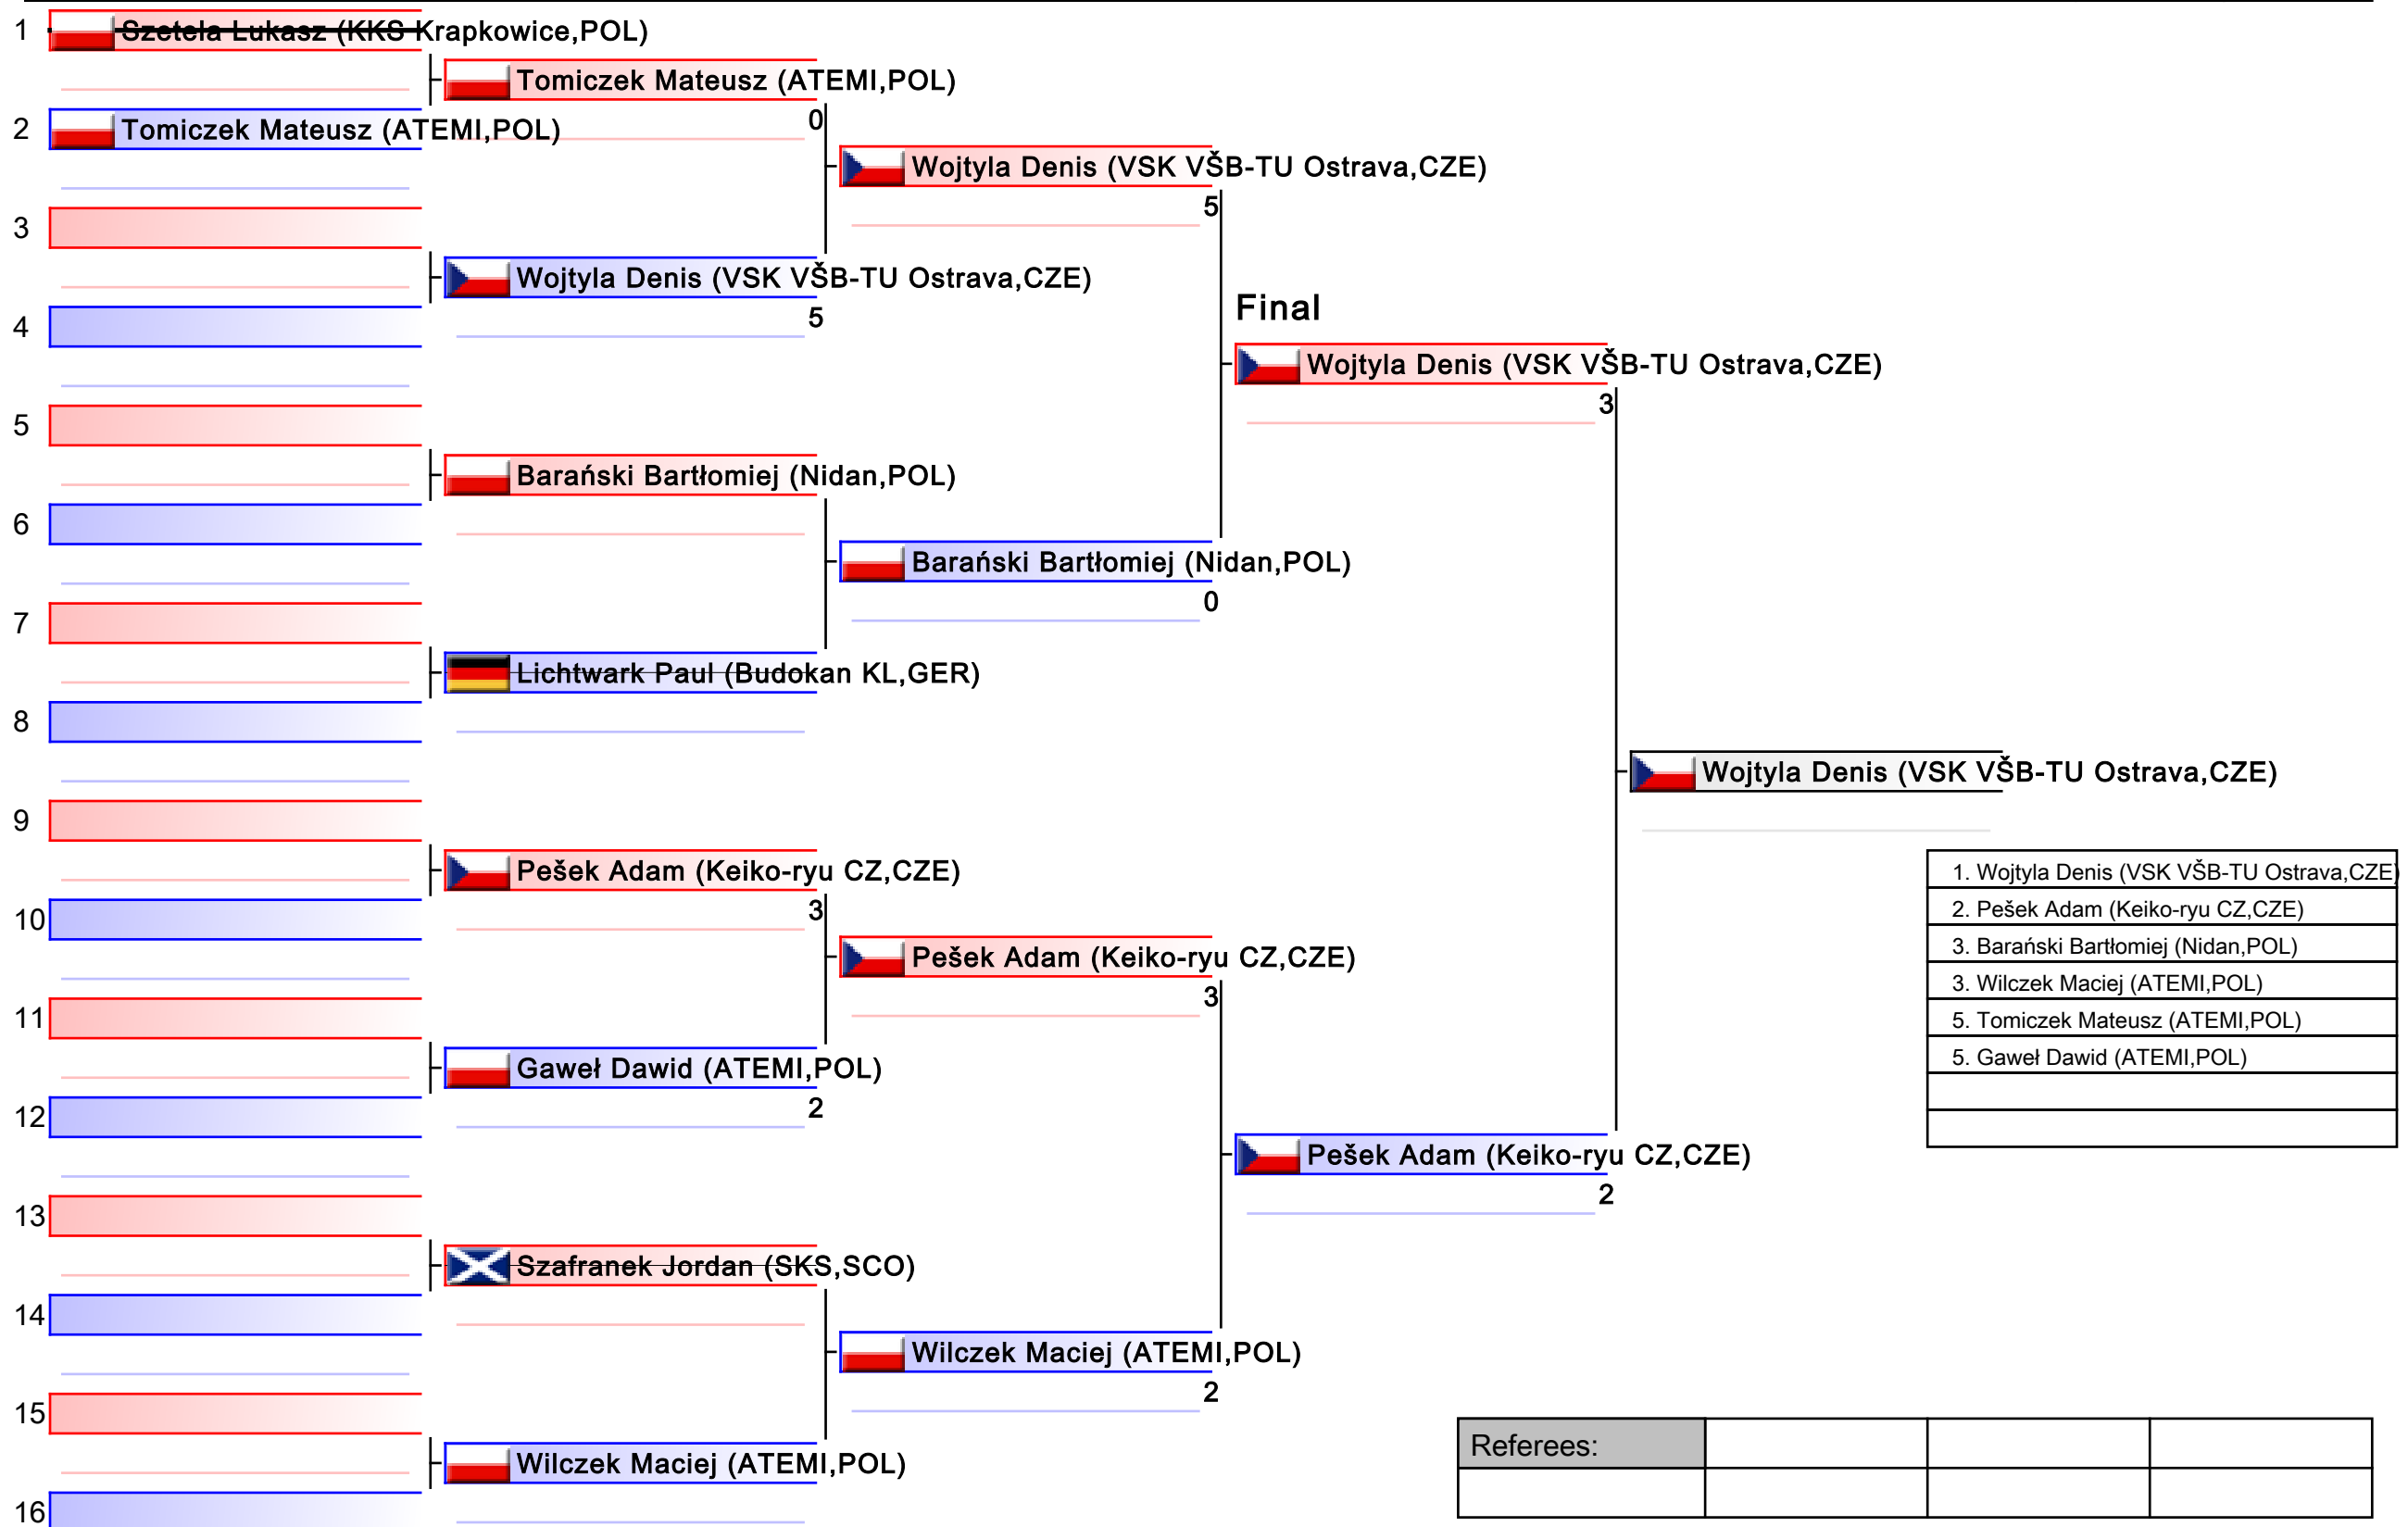 1 Szetela Lukasz (KKS Krapkowice,POL)
Tomiczek Mateusz (ATEMI,POL)
0
2 Tomiczek Mateusz (ATEMI,POL)
Wojtyla Denis (VSK VŠB-TU Ostrava,CZE)
5
3
Wojtyla Denis (VSK VŠB-TU Ostrava,CZE)
5
4
Final
Wojtyla Denis (VSK VŠB-TU Ostrava,CZE)
3
5
Barański Bartłomiej (Nidan,POL)
6
Barański Bartłomiej (Nidan,POL)
0
7
Lichtwark Paul (Budokan KL,GER)
8
Wojtyla Denis (VSK VŠB-TU Ostrava,CZE)
9
Pešek Adam (Keiko-ryu CZ,CZE)
3
10
Pešek Adam (Keiko-ryu CZ,CZE)
3
11
Gaweł Dawid (ATEMI,POL)
2
12
Pešek Adam (Keiko-ryu CZ,CZE)
2
13
Szafranek Jordan (SKS,SCO)
14
Wilczek Maciej (ATEMI,POL)
2
15
Wilczek Maciej (ATEMI,POL)
16
1. Wojtyla Denis (VSK VŠB-TU Ostrava,CZE)
2. Pešek Adam (Keiko-ryu CZ,CZE)
3. Barański Bartłomiej (Nidan,POL)
3. Wilczek Maciej (ATEMI,POL)
5. Tomiczek Mateusz (ATEMI,POL)
5. Gaweł Dawid (ATEMI,POL)
Referees: